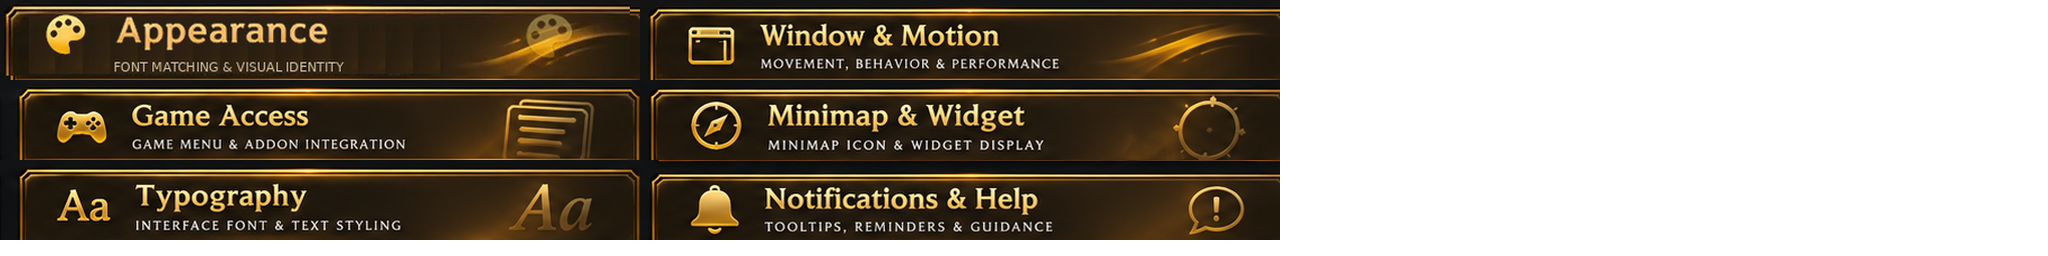 Appearance
FONT MATCHING & VISUAL IDENTITY
Window & Motion
MOVEMENT, BEHAVIOR & PERFORMANCE
Game Access
GAME MENU & ADDON INTEGRATION
Minimap & Widget
MINIMAP ICON & WIDGET DISPLAY
Aa
Typography
INTERFACE FONT & TEXT STYLING
Aa
Notifications & Help
TOOLTIPS, REMINDERS & GUIDANCE